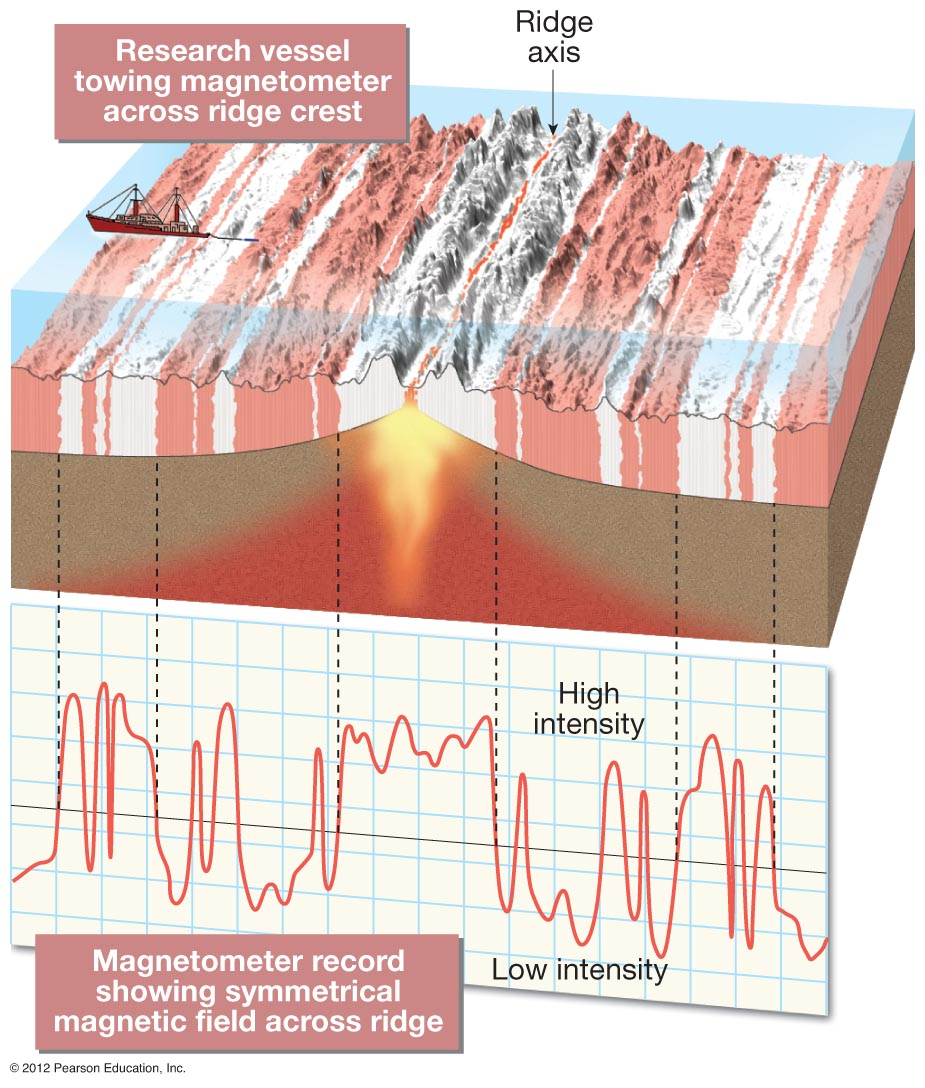 Ridge
axis
Research vessel
towing magnetometer
across ridge crest
High
intensity
Low intensity
Magnetometer record
showing symmetrical
magnetic field across ridge
© 2012 Pearson Education, Inc.